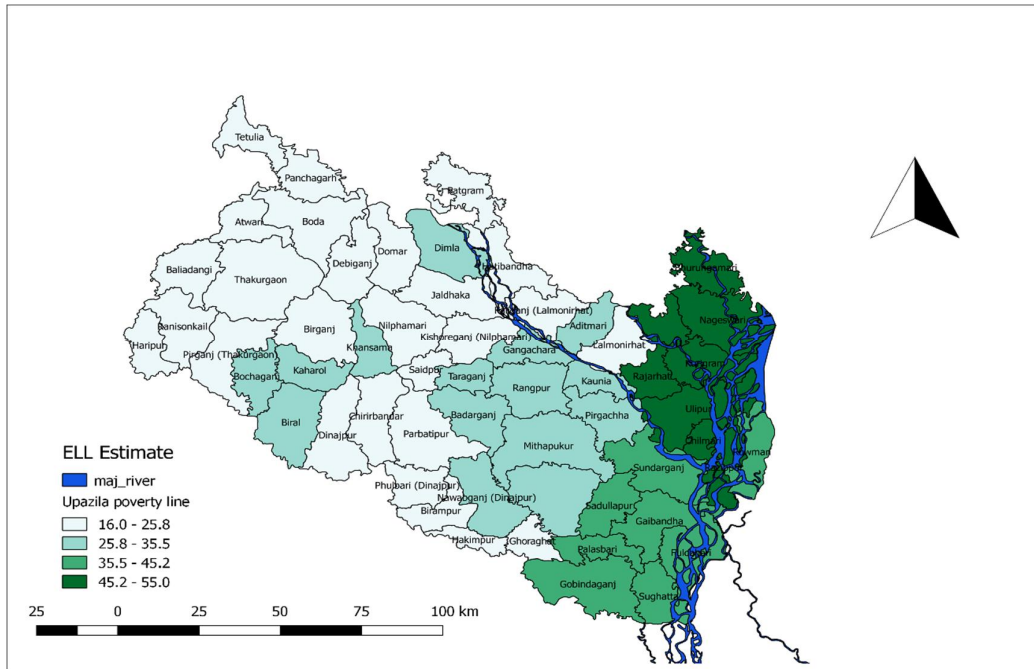 Tetulia
Panchagarh
Patgram
Atwari
Boda
Domar
Dimla
Hatibandha
Debiganj
Baliadangi
Thakurgaon
Jaldhaka
Nageswari
Kaliganj (Lalmonirhat)
Aditmari
Ranisonkail
Birganj
Nilphamari
Kishoreganj (Nilphamari)
Lalmonirhat
Haripur
Pirganj (Thakurgaon)
Khansama
Gangachara
Kurigram
Bochaganj
Kaharol
Saidpur
Taraganj
Rangpur
Kaunia
Rajarhat
Biral
Chirirbandar
Badarganj
Pirgachha
Ulipur
Dinajpur
Parbatipur
Mithapukur
Chilmari
Rowmari
ELL Estimate
Sundarganj
maj_river
Phulbari (Dinajpur)
Nawabganj (Dinajpur)
Upazila poverty line
Birampur
Sadullapur
Gaibandha
16.0 - 25.8
25.8 - 35.5
Hakimpur
Ghoraghat
Palasbari
Fulchhari
35.5 - 45.2
45.2 - 55.0
Gobindaganj
Sughatta
25 0 25 50 75 100 km